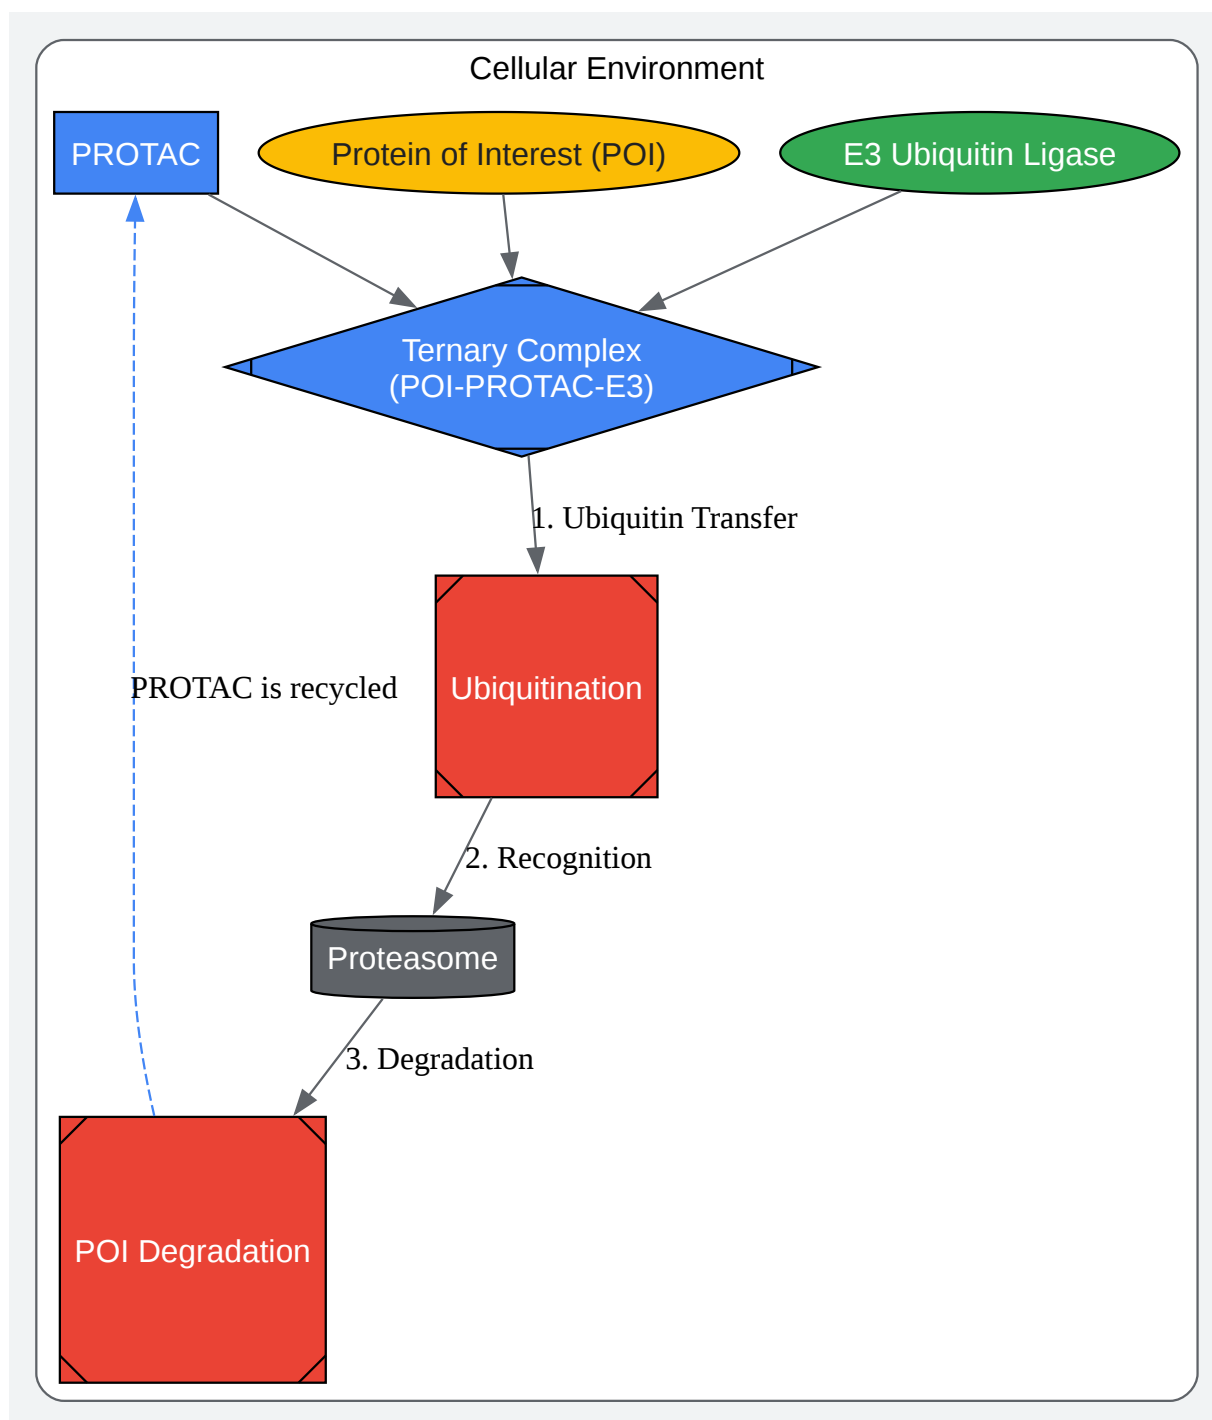 Cellular Environment
PROTAC
Protein of Interest (POI)
E3 Ubiquitin Ligase
Ternary Complex
(POI-PROTAC-E3)
1. Ubiquitin Transfer
PROTAC is recycled
Ubiquitination
2. Recognition
Proteasome
3. Degradation
POI Degradation